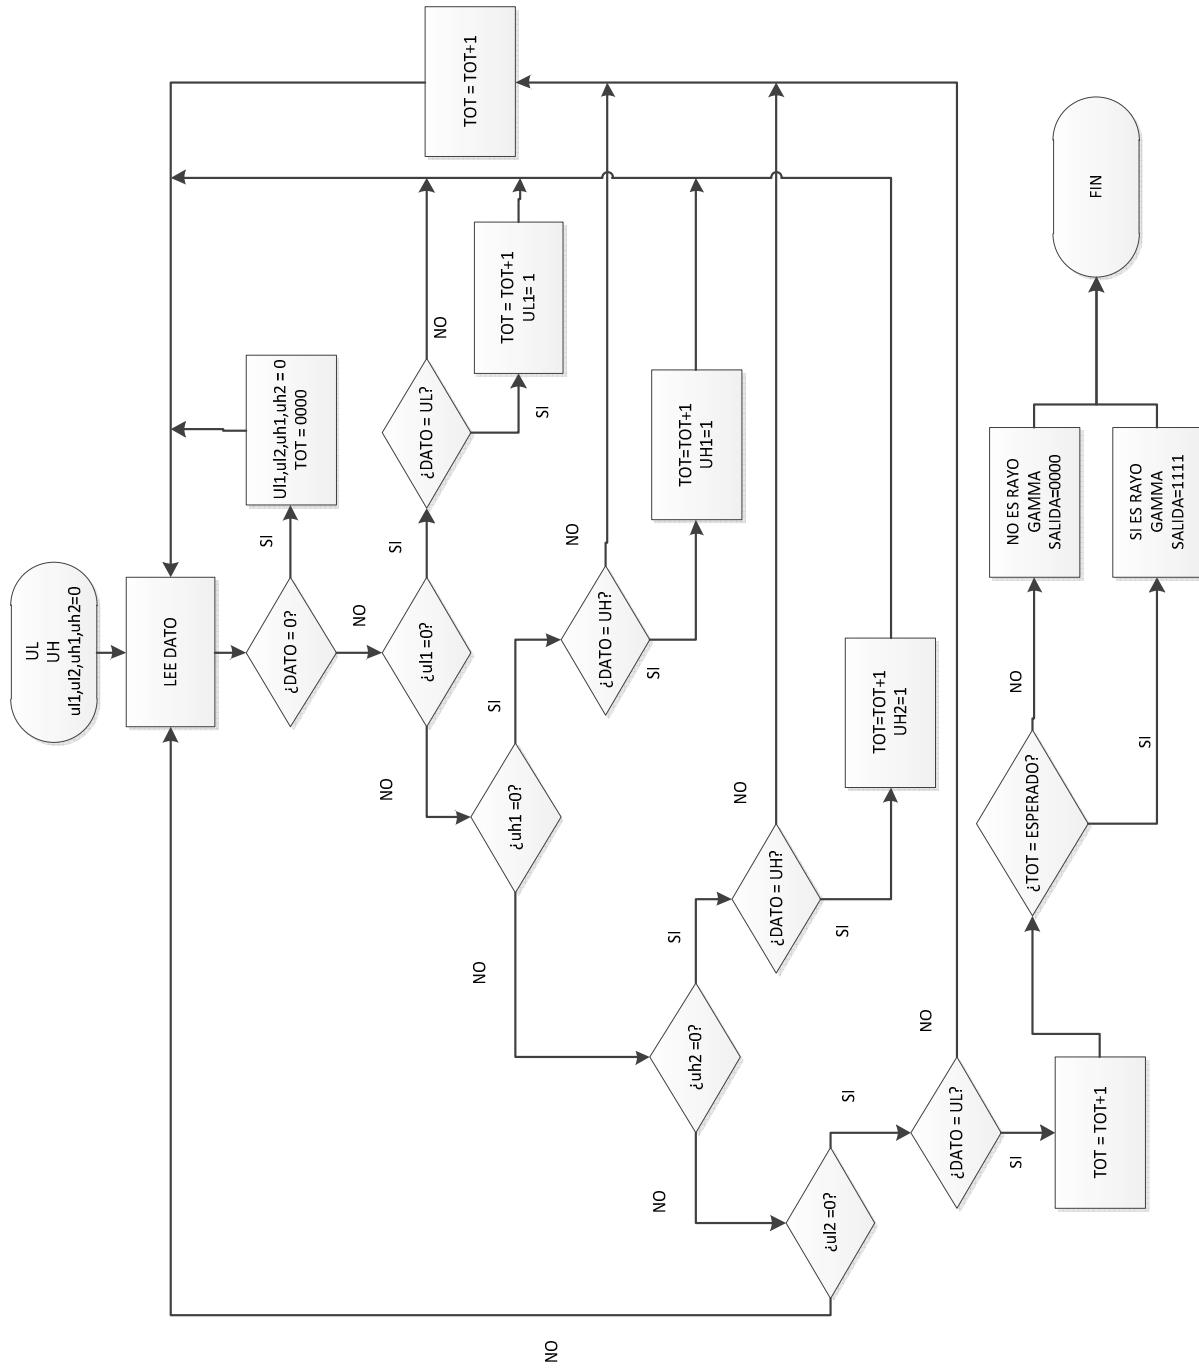 UL
UH
ul1,ul2,uh1,uh2=0
LEE DATO
¿DATO = 0?
SI
Ul1,ul2,uh1,uh2 = 0
TOT = 0000
NO
¿ul1 =0?
SI
¿DATO = UL?
NO
SI
TOT = TOT+1
UL1= 1
TOT = TOT+1
NO
¿uh1 =0?
SI
¿DATO = UH?
NO
SI
TOT=TOT+1
UH1=1
NO
¿uh2 =0?
SI
¿DATO = UH?
NO
SI
TOT=TOT+1
UH2=1
NO
¿ul2 =0?
NO
SI
¿DATO = UL?
NO
SI
TOT = TOT+1
¿TOT = ESPERADO?
NO
NO ES RAYO
GAMMA
SALIDA=0000
SI
SI ES RAYO
GAMMA
SALIDA=1111
FIN